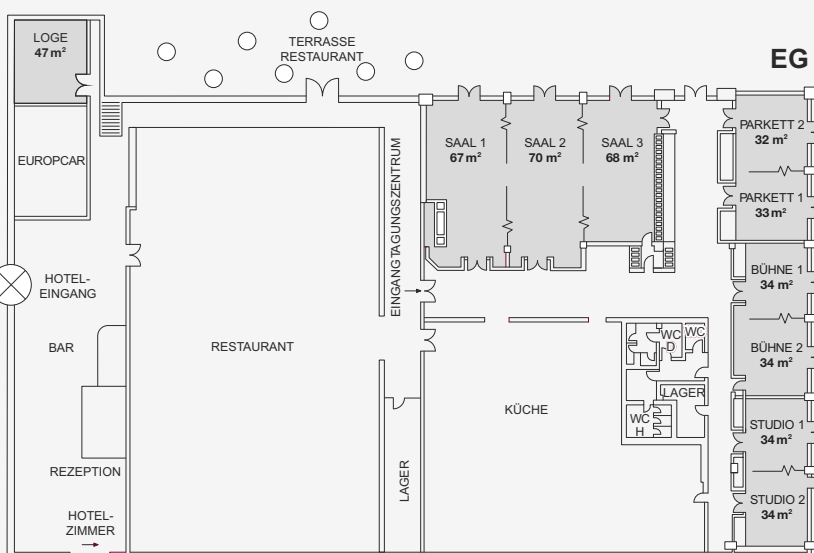 EG
LOGE
47 m²
TERRASSE
RESTAURANT
EUROPCAR
EINGANG TAGUNGSZENTRUM
SAAL 1
67 m²
SAAL 2
70 m²
SAAL 3
68 m²
PARKETT 2
32 m²
PARKETT 1
33 m²
HOTEL-
EINGANG
BÜHNE 1
34 m²
BAR
RESTAURANT
BÜHNE 2
34 m²
WC
D
WC
LAGER
KÜCHE
WC
H
STUDIO 1
34 m²
REZEPTION
LAGER
STUDIO 2
34 m²
HOTEL-
ZIMMER